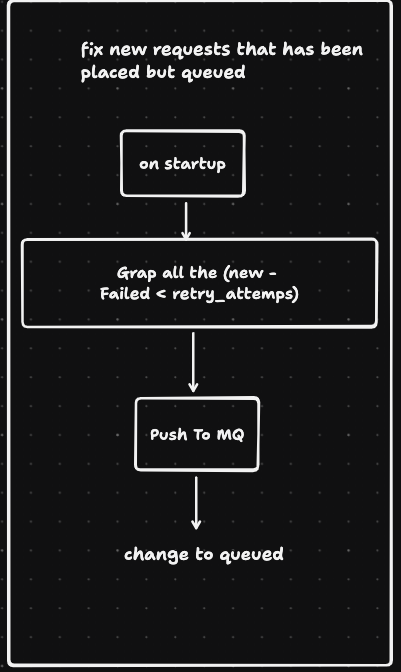 fix new requests that has been
placed but queued
on startup
Grap all the (new -
Failed < retry_attemps)
Push To MQ
change to queued